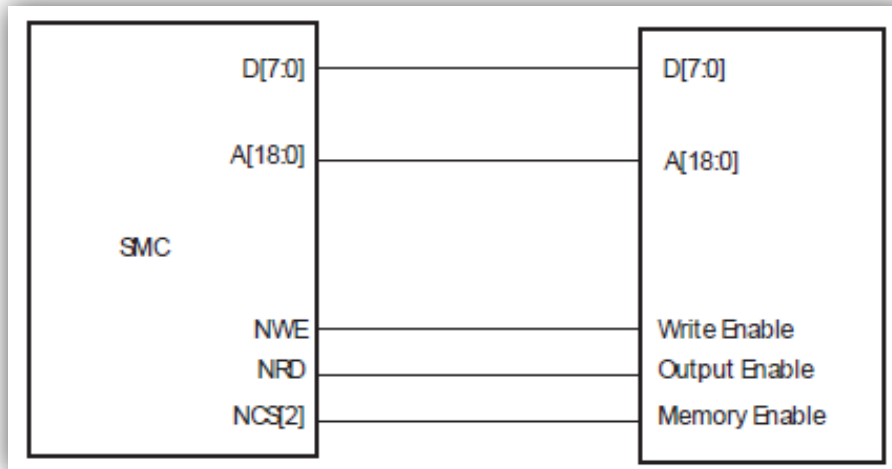 D[7:0] D[7:0]
A[18:0] A[18:0]
SMC
NWE Write Enable
NRD Output Enable
NCS[2] Memory Enable